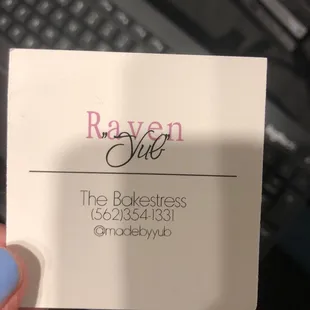 Raven
"Yub"
The Bakestress
(562)354-1331
@madebyyub